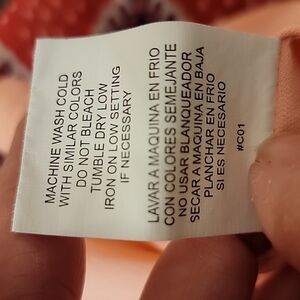 MACHINE WASH COLD
WITH SIMILAR COLORS
DO NOT BLEACH
TUMBLE DRY LOW
IRON ON LOW SETTING
IF NECESSARY
LAVAR A MAQUINA EN FRIO
CON COLORES SEMEJANTE
NO USAR BLANQUEADOR
SECAR A MAQUINA EN BAJA
PLANCHAR EN FRIO
SI ES NECESARIO
#C01